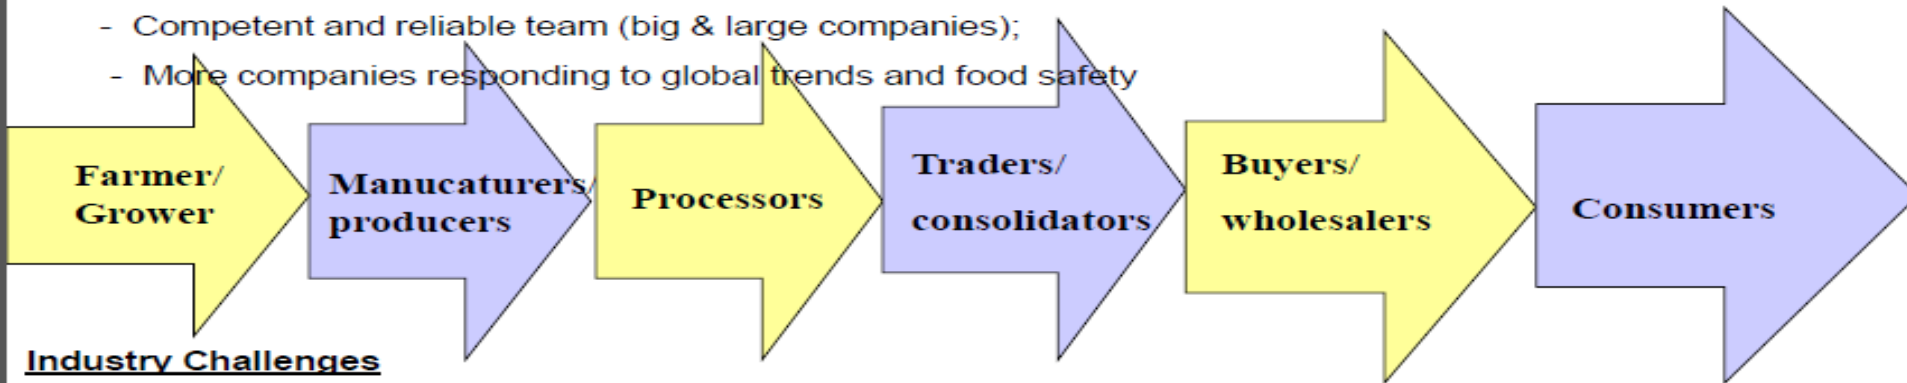 - Competent and reliable team (big & large companies);
- More companies responding to global trends and food safety
Farmer/
Grower
Manucaturers/
producers
Processors
Traders/
consolidators
Buyers/
wholesalers
Consumers
Industry Challenges